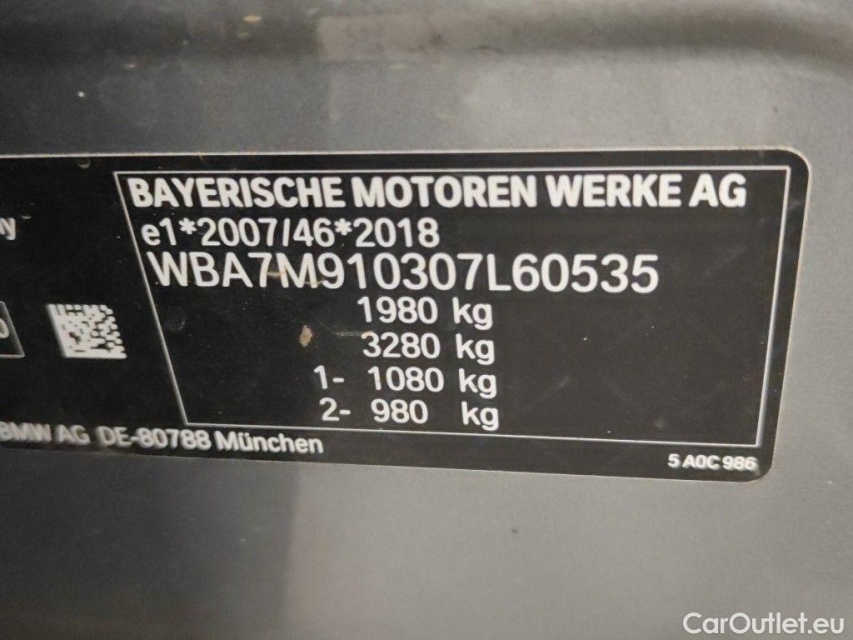 BAYERISCHE MOTOREN WERKE AG
e1*2007/46*2018
WBA7M910307L60535
1980 kg
3280 kg
1- 1080 kg
2- 980 kg
BMW AG DE-80788 München
5 A0C 986
CarOutlet.eu